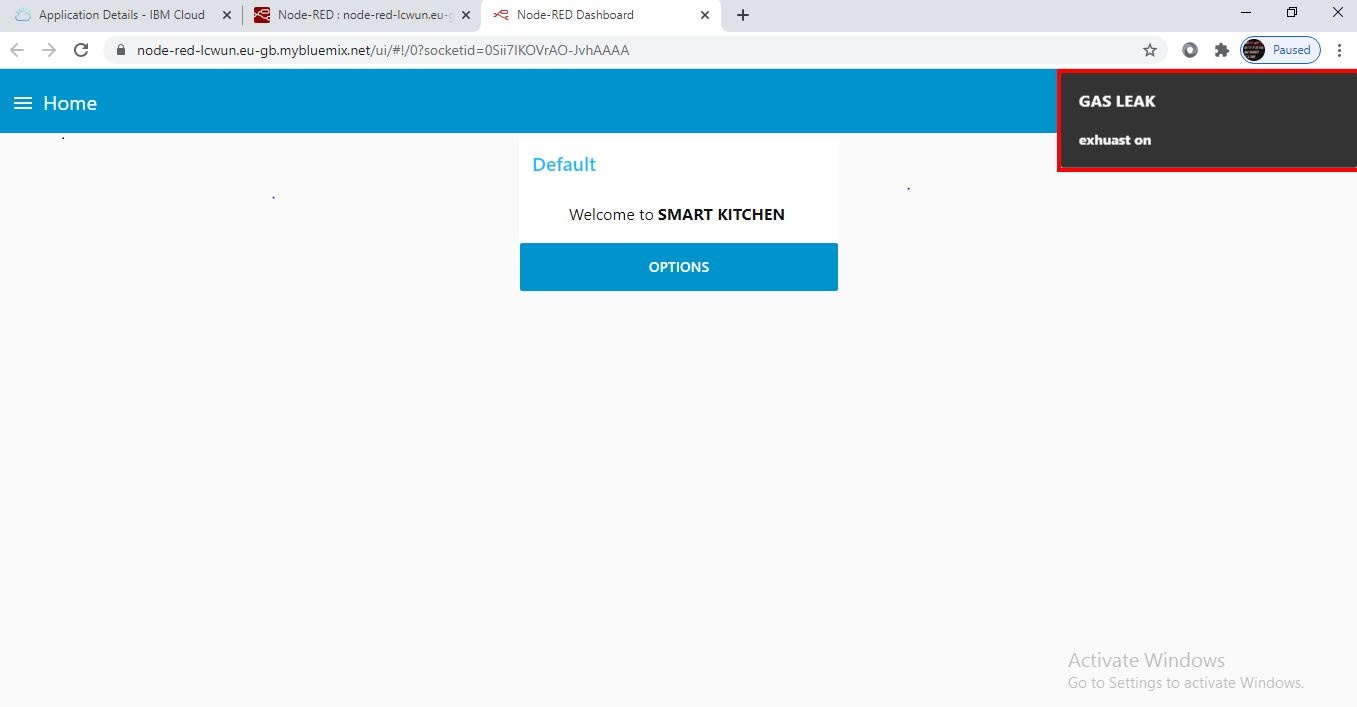 Application Details - IBM Cloud
Node-RED : node-red-lcwun.eu-g
Node-RED Dashboard
node-red-lcwun.eu-gb.mybluemix.net/ui/#!/0?socketid=0Sii7IKOVrAO-JvhAAAA
Paused
Home
GAS LEAK
exhuast on
Default
Welcome to SMART KITCHEN
OPTIONS
Activate Windows
Go to Settings to activate Windows.